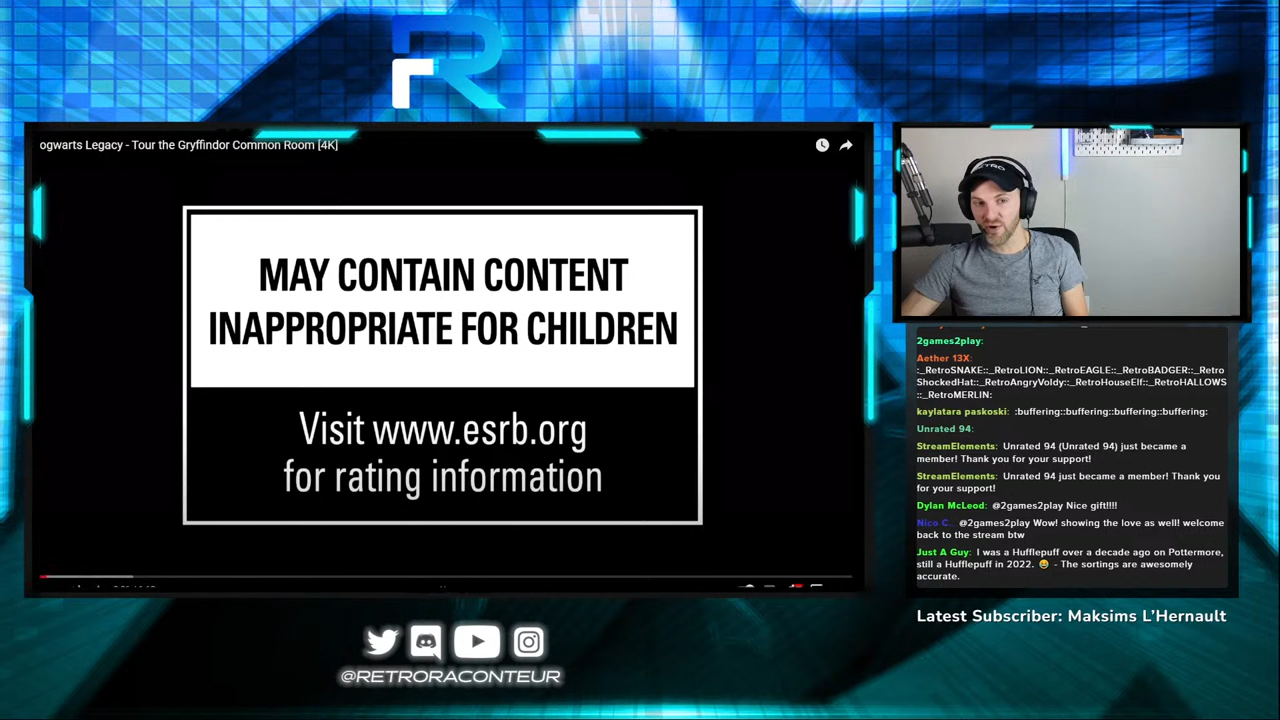 ogwarts Legacy - Tour the Gryffindor Common Room [4K]
MAY CONTAIN CONTENT
INAPPROPRIATE FOR CHILDREN
Visit www.esrb.org
for rating information
2games2play:
Aether 13X:
:_RetroSNAKE::_RetroLION::_RetroEAGLE::_RetroBADGER::_Retro
ShockedHat::_RetroAngryVoldy::_RetroHouseElf::_RetroHALLOWS
::_RetroMERLIN:
kaylatara paskoski: :buffering::buffering::buffering::buffering:
Unrated 94:
StreamElements: Unrated 94 (Unrated 94) just became a
member! Thank you for your support!
StreamElements: Unrated 94 just became a member! Thank you
for your support!
Dylan McLeod: @2games2play Nice gift!!!!
Nico C.: @2games2play Wow! showing the love as well! welcome
back to the stream btw
Just A Guy: I was a Hufflepuff over a decade ago on Pottermore,
still a Hufflepuff in 2022. 😄 - The sortings are awesomely
accurate.
Latest Subscriber: Maksims L'Hernault
@RETRORACONTEUR